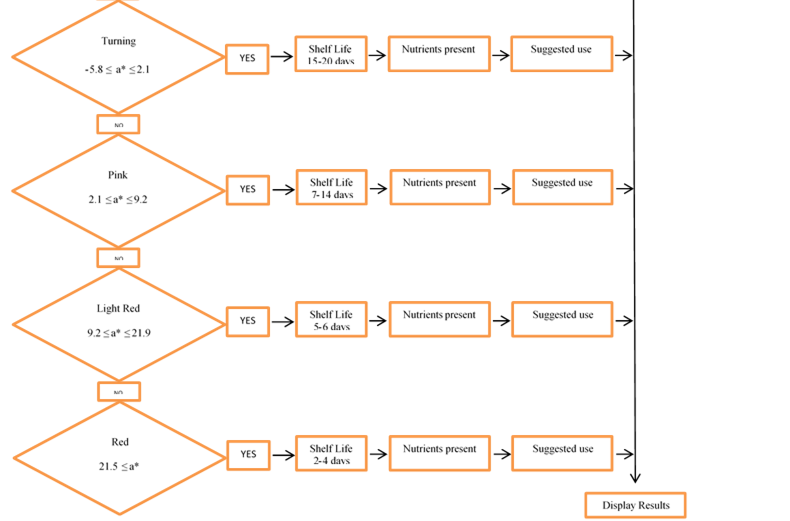 Turning
-5.8 ≤ a* ≤2.1
YES
Shelf Life
15-20 days
Nutrients present
Suggested use
NO
Pink
2.1 ≤a* ≤9.2
YES
Shelf Life
7-14 days
Nutrients present
Suggested use
NO
Light Red
9.2 ≤a* ≤21.9
YES
Shelf Life
5-6 days
Nutrients present
Suggested use
NO
Red
21.5 ≤a*
YES
Shelf Life
2-4 days
Nutrients present
Suggested use
Display Results